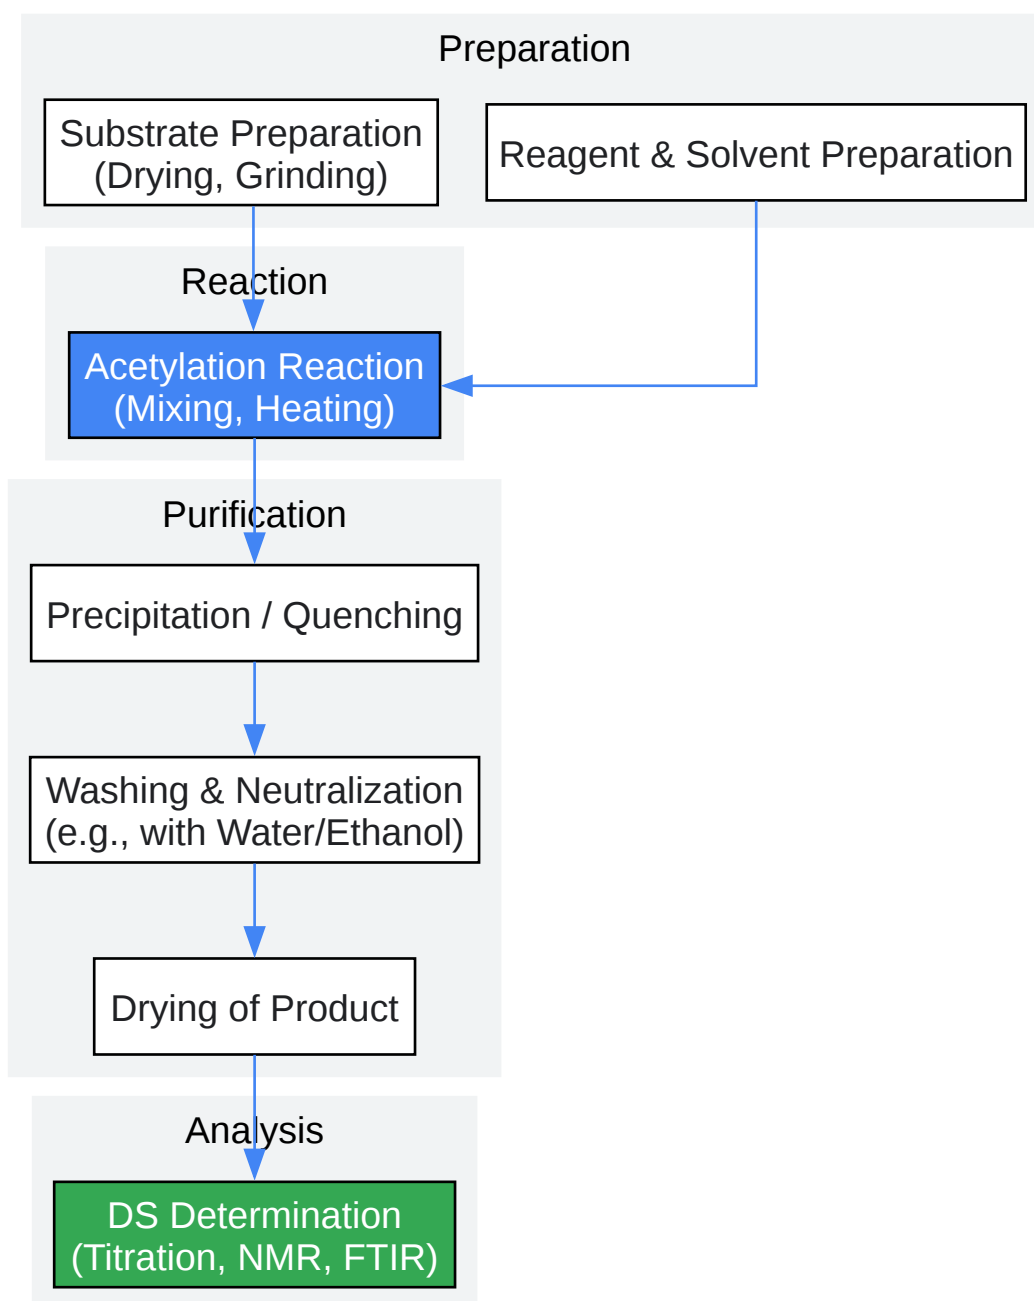 Preparation
Substrate Preparation
(Drying, Grinding)
Reagent & Solvent Preparation
Reaction
Acetylation Reaction
(Mixing, Heating)
Purification
Precipitation / Quenching
Washing & Neutralization
(e.g., with Water/Ethanol)
Drying of Product
Analysis
DS Determination
(Titration, NMR, FTIR)